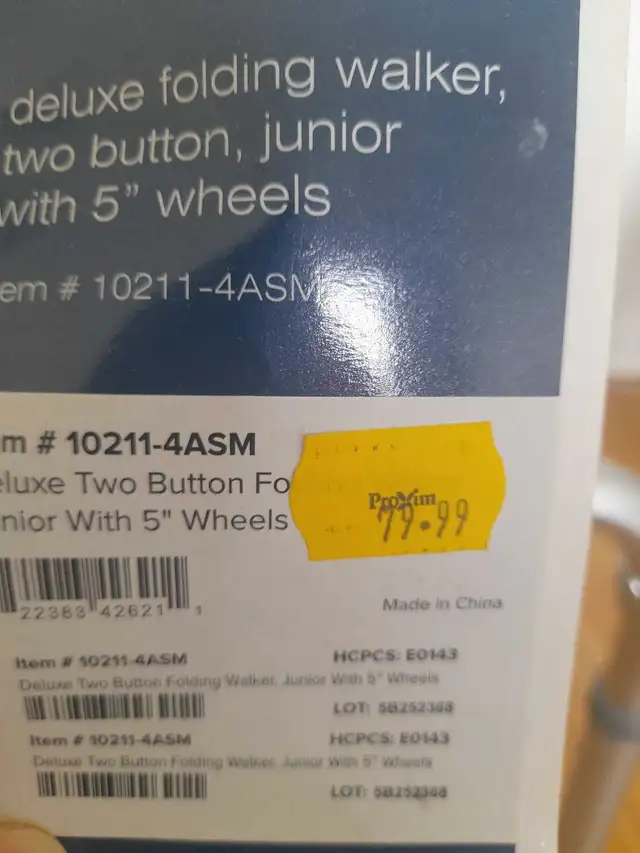 deluxe folding walker,
two button, junior
with 5” wheels
em # 10211-4ASM
m # 10211-4ASM
eluxe Two Button Fo
nior With 5" Wheels
Proxim
79.99
22383 42621 1
Made in China
Item # 10211-4ASM HCPCS: E0143
Deluxe Two Button Folding Walker, Junior With 5" Wheels
LOT: 5B252368
Item # 10211-4ASM HCPCS: E0143
Deluxe Two Button Folding Walker, Junior With 5" Wheels
LOT: 5B252368